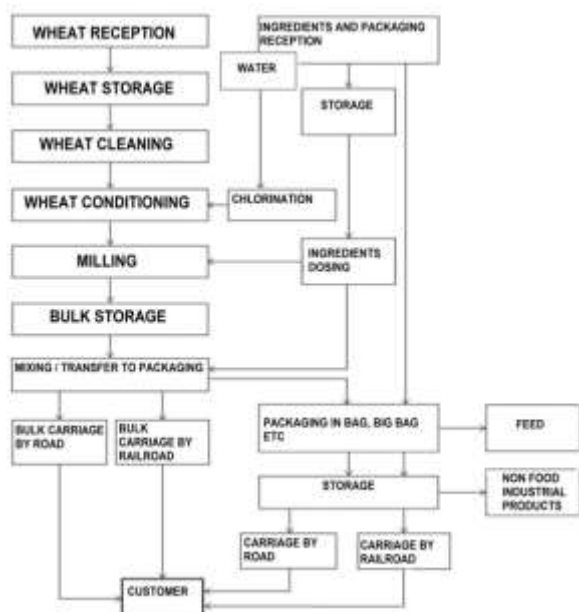 WHEAT RECEPTION
INGREDIENTS AND PACKAGING
RECEPTION
WATER
WHEAT STORAGE
STORAGE
WHEAT CLEANING
WHEAT CONDITIONING
CHLORINATION
MILLING
INGREDIENTS
DOSING
BULK STORAGE
MIXING / TRANSFER TO PACKAGING
BULK CARRIAGE
BY ROAD
BULK
CARRIAGE BY
RAILROAD
PACKAGING IN BAG, BIG BAG
ETC
FEED
STORAGE
NON FOOD
INDUSTRIAL
PRODUCTS
CARRIAGE BY
ROAD
CARRIAGE BY
RAILROAD
CUSTOMER